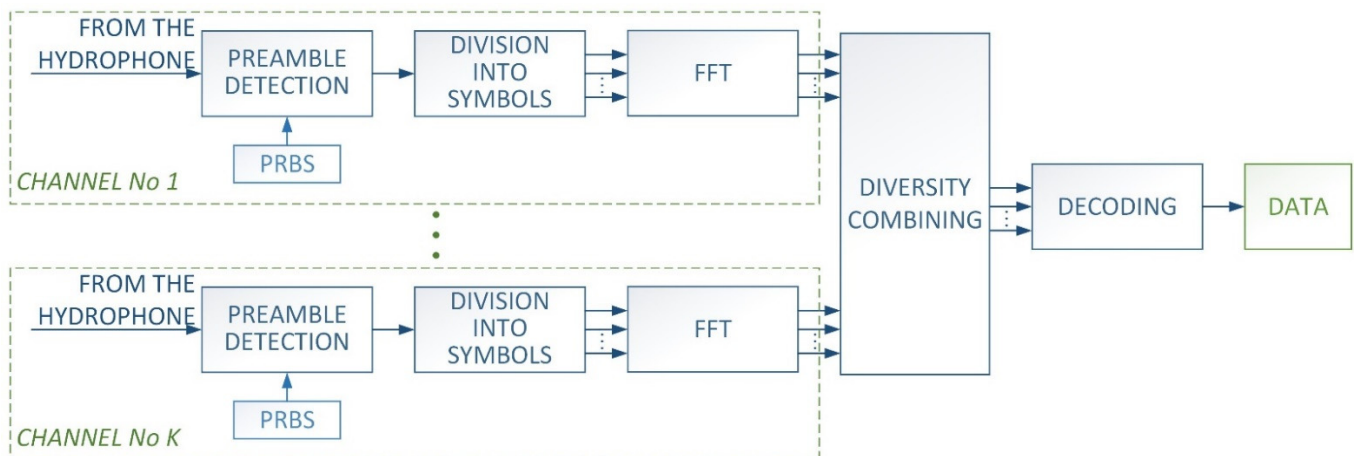 FROM THE
HYDROPHONE
PREAMBLE
DETECTION
PRBS
DIVISION
INTO
SYMBOLS
FFT
CHANNEL No 1
FROM THE
HYDROPHONE
PREAMBLE
DETECTION
PRBS
DIVISION
INTO
SYMBOLS
FFT
CHANNEL No K
DIVERSITY
COMBINING
DECODING
DATA